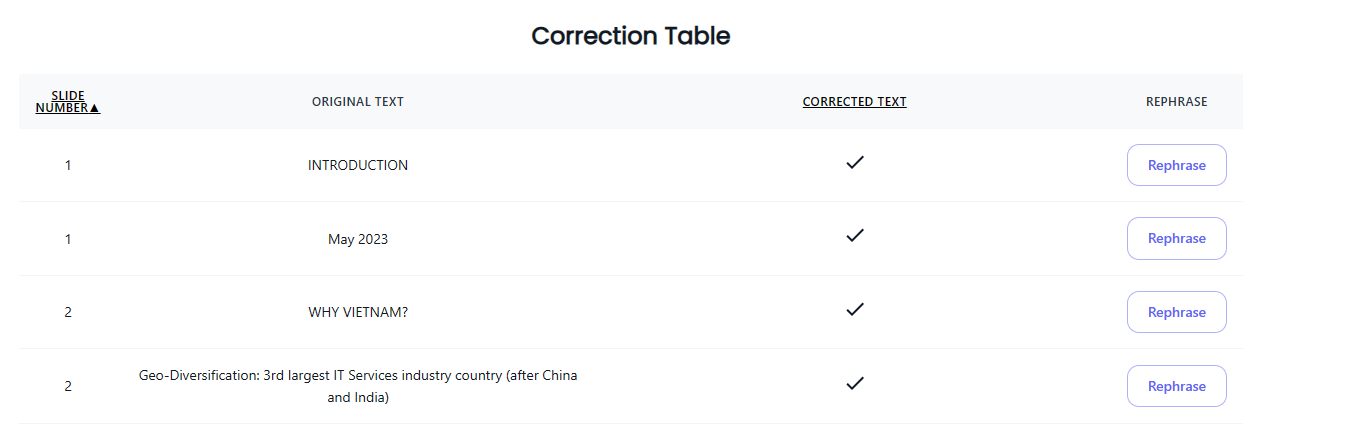 Correction Table
SLIDE
NUMBER▲
ORIGINAL TEXT
CORRECTED TEXT
REPHRASE
1
INTRODUCTION
Rephrase
1
May 2023
Rephrase
2
WHY VIETNAM?
Rephrase
2
Geo-Diversification: 3rd largest IT Services industry country (after China
and India)
Rephrase